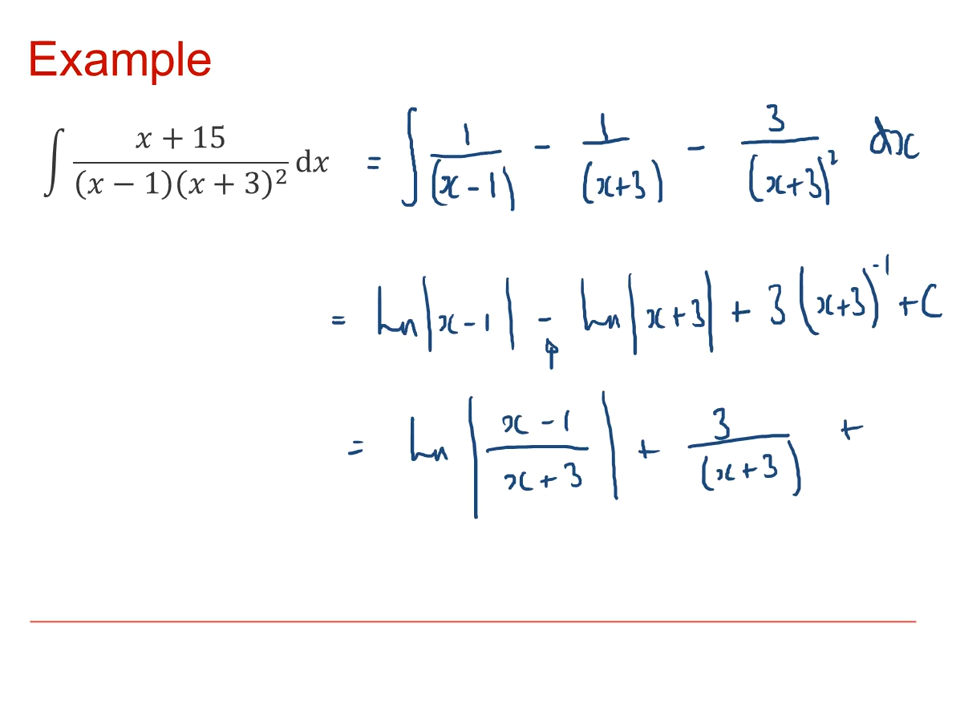 Example
∫ x + 15 / (x − 1)(x + 3)² dx = ∫ 1/(x - 1) - 1/(x+3) - 3/(x+3)² dx
= ln|x-1| - ln|x+3| + 3(x+3)⁻¹ + C
= ln|x - 1 / x + 3| + 3/(x+3) +